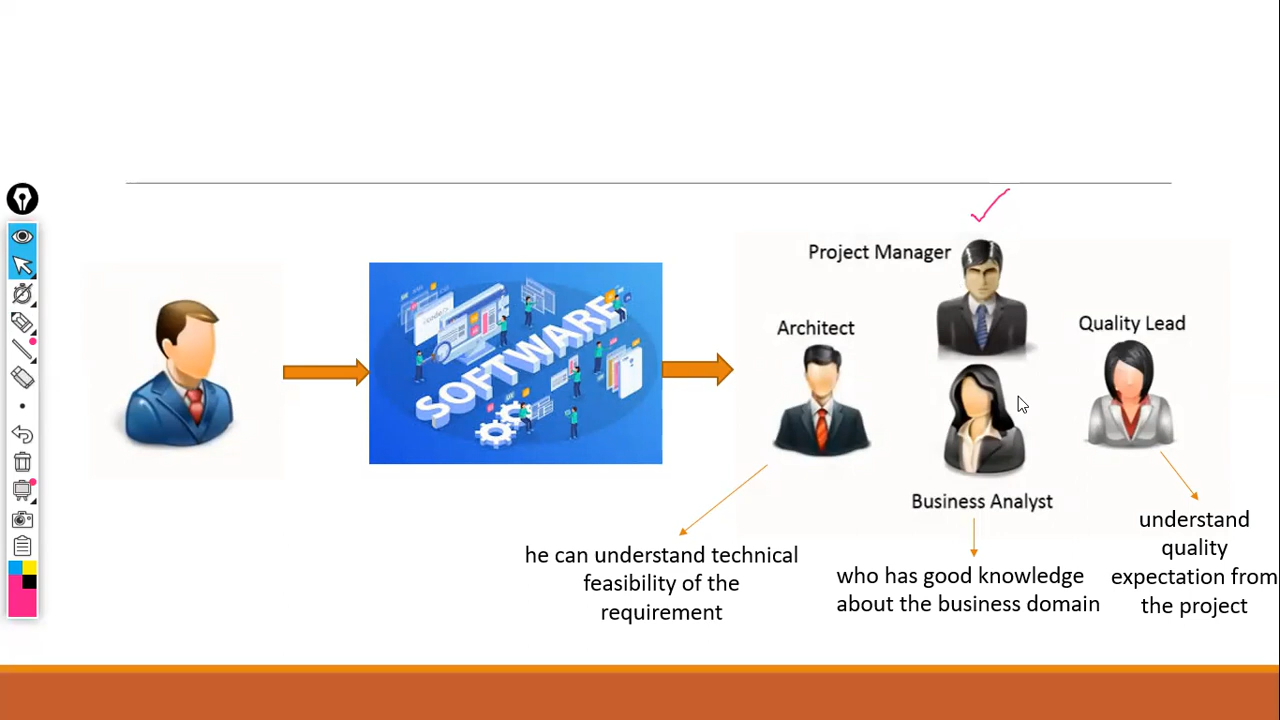 Project Manager
Architect
Quality Lead
SOFTWARE
Business Analyst
he can understand technical
feasibility of the
requirement
who has good knowledge
about the business domain
understand
quality
expectation from
the project